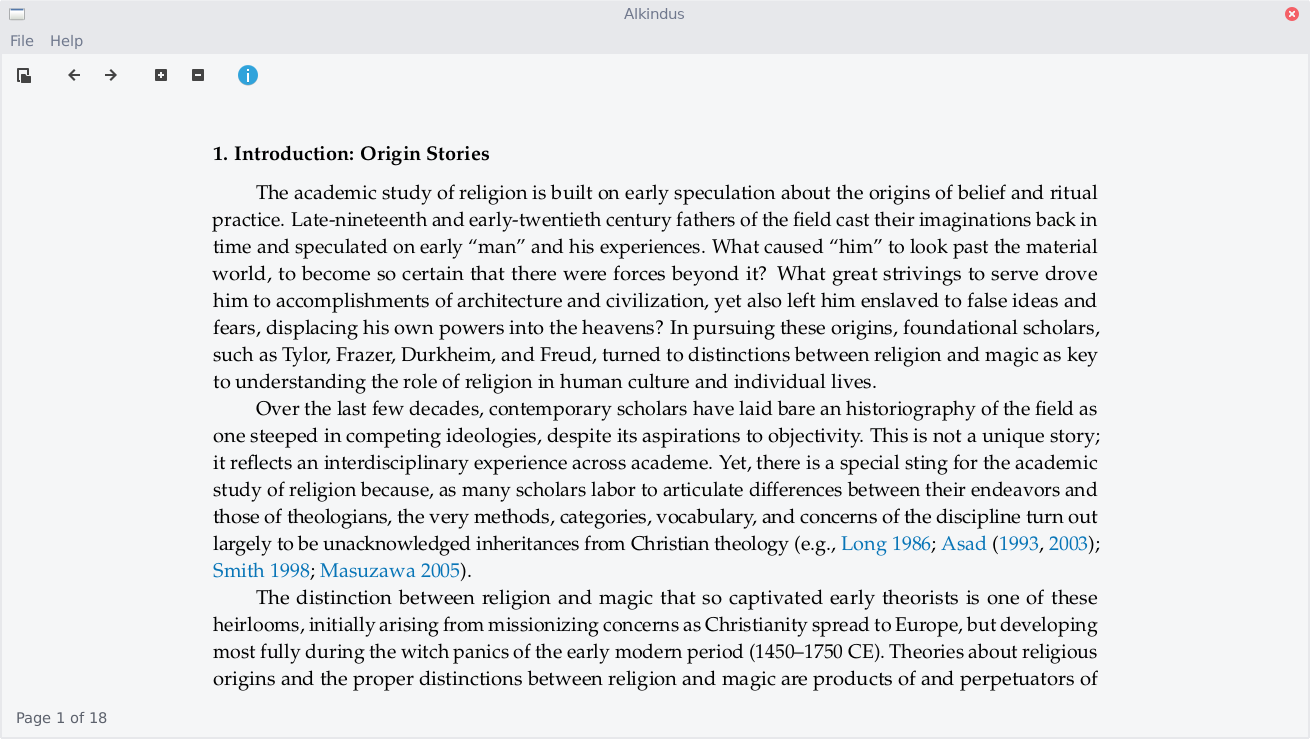 Alkindus
File Help
1. Introduction: Origin Stories
The academic study of religion is built on early speculation about the origins of belief and ritual
practice. Late-nineteenth and early-twentieth century fathers of the field cast their imaginations back in
time and speculated on early “man” and his experiences. What caused “him” to look past the material
world, to become so certain that there were forces beyond it? What great strivings to serve drove
him to accomplishments of architecture and civilization, yet also left him enslaved to false ideas and
fears, displacing his own powers into the heavens? In pursuing these origins, foundational scholars,
such as Tylor, Frazer, Durkheim, and Freud, turned to distinctions between religion and magic as key
to understanding the role of religion in human culture and individual lives.
Over the last few decades, contemporary scholars have laid bare an historiography of the field as
one steeped in competing ideologies, despite its aspirations to objectivity. This is not a unique story;
it reflects an interdisciplinary experience across academe. Yet, there is a special sting for the academic
study of religion because, as many scholars labor to articulate differences between their endeavors and
those of theologians, the very methods, categories, vocabulary, and concerns of the discipline turn out
largely to be unacknowledged inheritances from Christian theology (e.g., Long 1986; Asad (1993, 2003);
Smith 1998; Masuzawa 2005).
The distinction between religion and magic that so captivated early theorists is one of these
heirlooms, initially arising from missionizing concerns as Christianity spread to Europe, but developing
most fully during the witch panics of the early modern period (1450–1750 CE). Theories about religious
origins and the proper distinctions between religion and magic are products of and perpetuators of
Page 1 of 18